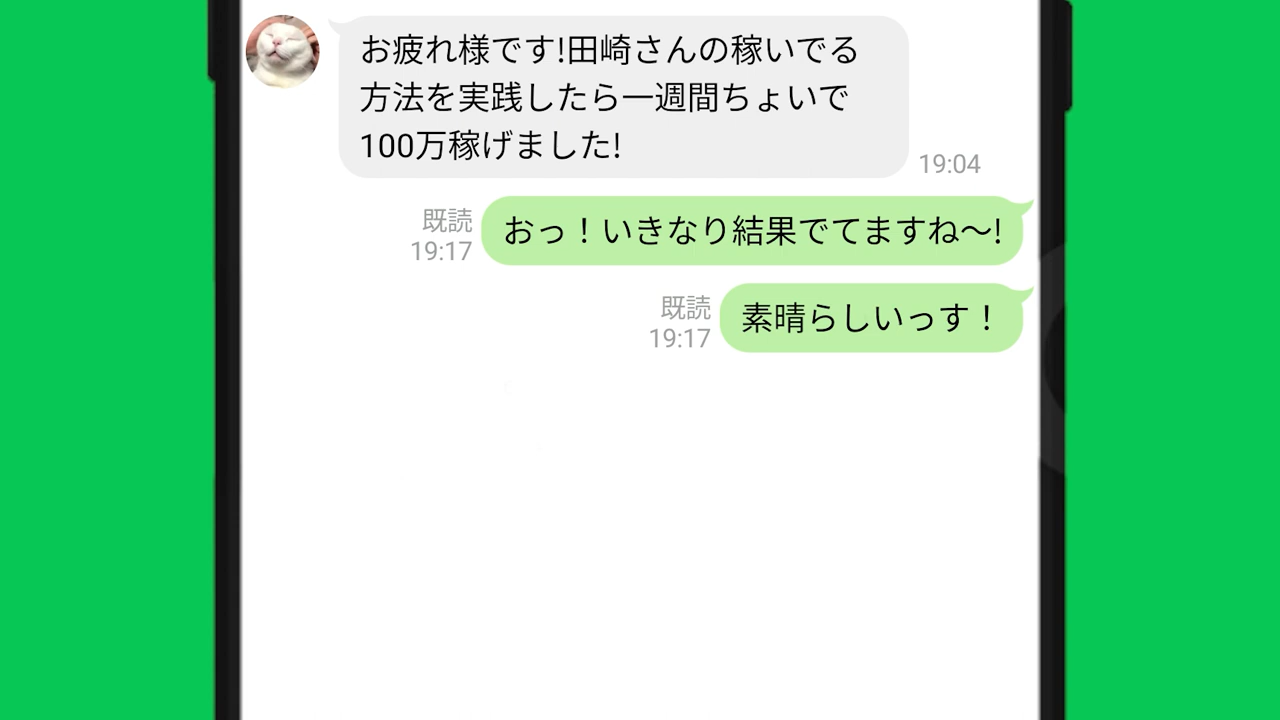 お疲れ様です!田崎さんの稼いでる
方法を実践したら一週間ちょいで
100万稼げました!
19:04
既読
19:17
おっ！いきなり結果でてますね〜!
既読
19:17
素晴らしいっす！